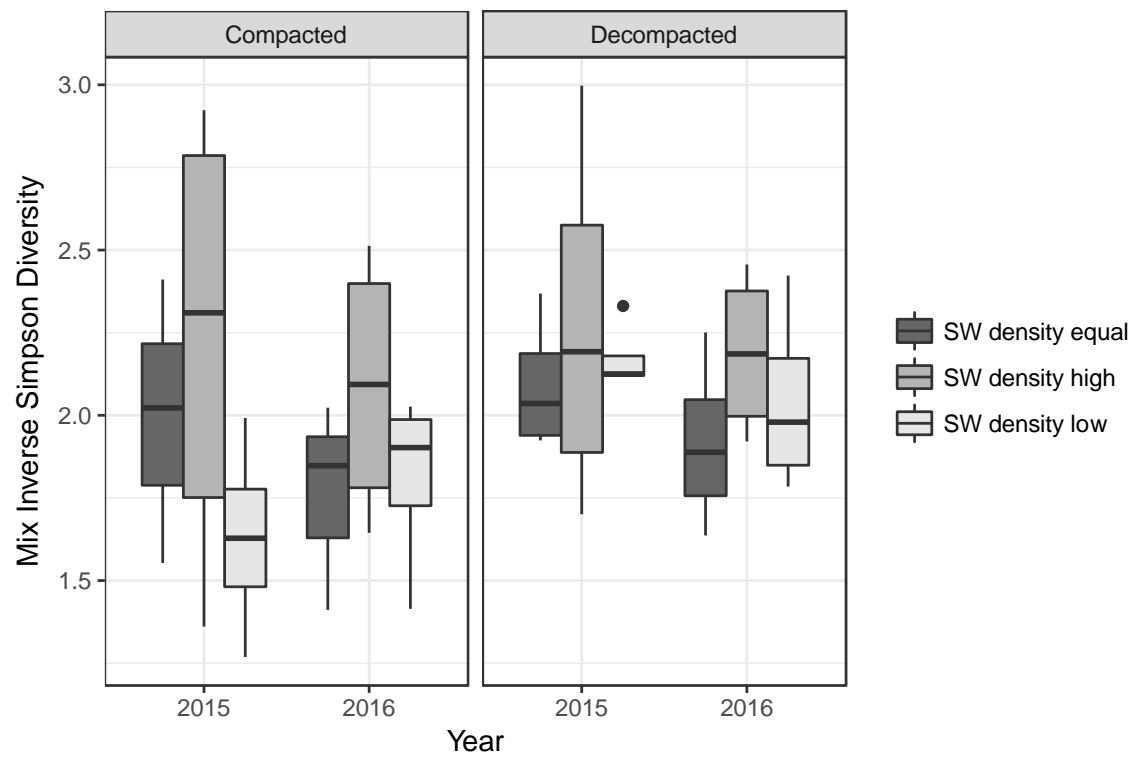 Compacted
Decompacted
3.0
2.5
2.0
1.5
Mix Inverse Simpson Diversity
2015
2016
2015
2016
Year
SW density equal
SW density high
SW density low